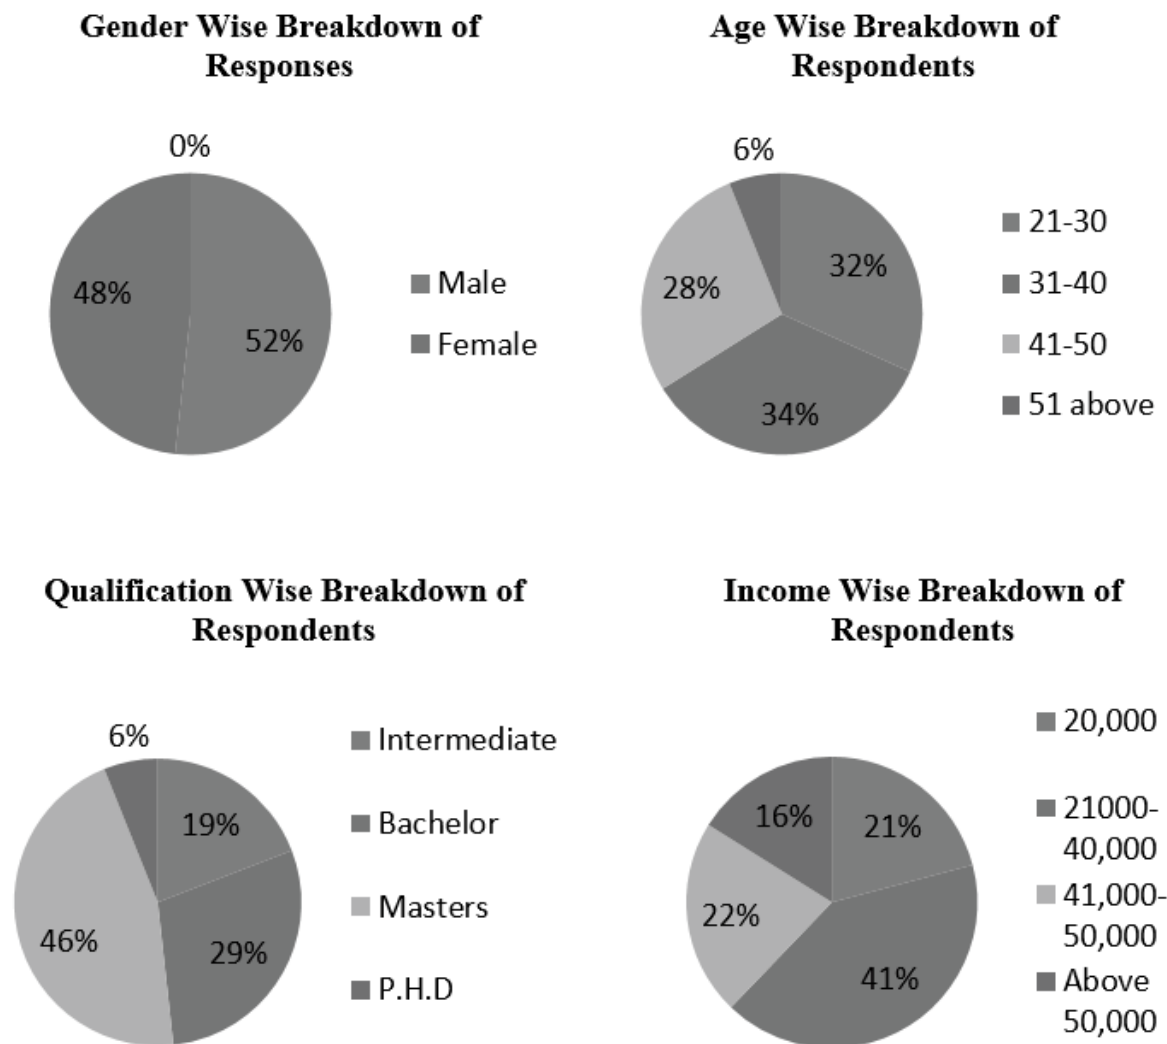 Gender Wise Breakdown of
Responses
0%
48%
52%
Male
Female
Age Wise Breakdown of
Respondents
6%
32%
28%
34%
21-30
31-40
41-50
51 above
Qualification Wise Breakdown of
Respondents
6%
19%
46%
29%
Intermediate
Bachelor
Masters
P.H.D
Income Wise Breakdown of
Respondents
16%
21%
22%
41%
20,000
21000-
40,000
41,000-
50,000
Above
50,000